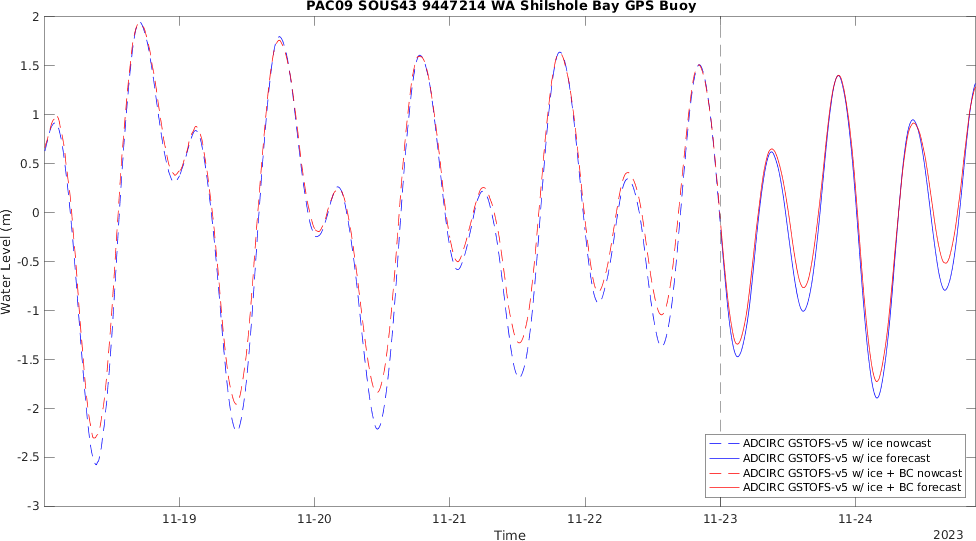 PAC09 SOUS43 9447214 WA Shilshole Bay GPS Buoy
2
1.5
1
0.5
0
-0.5
-1
-1.5
-2
-2.5
-3
Water Level (m)
ADCIRC GSTOFS-v5 w/ ice nowcast
ADCIRC GSTOFS-v5 w/ ice forecast
ADCIRC GSTOFS-v5 w/ ice + BC nowcast
ADCIRC GSTOFS-v5 w/ ice + BC forecast
11-19 11-20 11-21 11-22 11-23 11-24
Time
2023